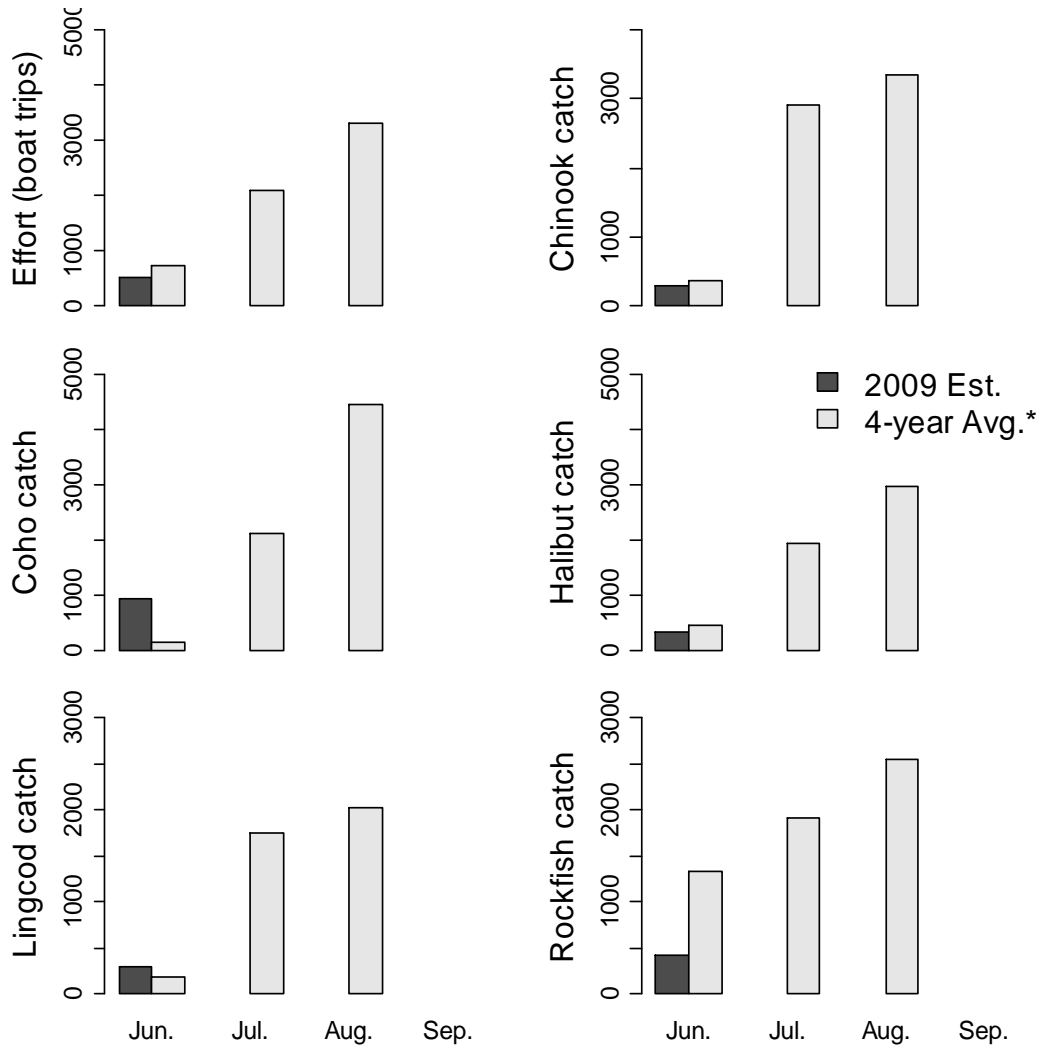 Effort (boat trips)
5000
3000
1000
0
Chinook catch
3000
1000
0
Coho catch
5000
3000
1000
0
Halibut catch
5000
3000
1000
0
2009 Est.
4-year Avg.*
Lingcod catch
3000
2000
1000
0
Rockfish catch
3000
2000
1000
0
Jun. Jul. Aug. Sep.
Jun. Jul. Aug. Sep.